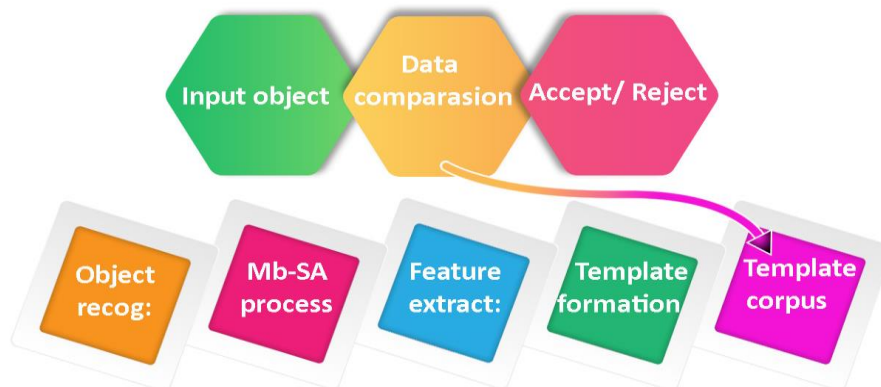 Input object
Data
comparasion
Accept/ Reject
Object
recog:
Mb-SA
process
Feature
extract:
Template
formation
Template
corpus